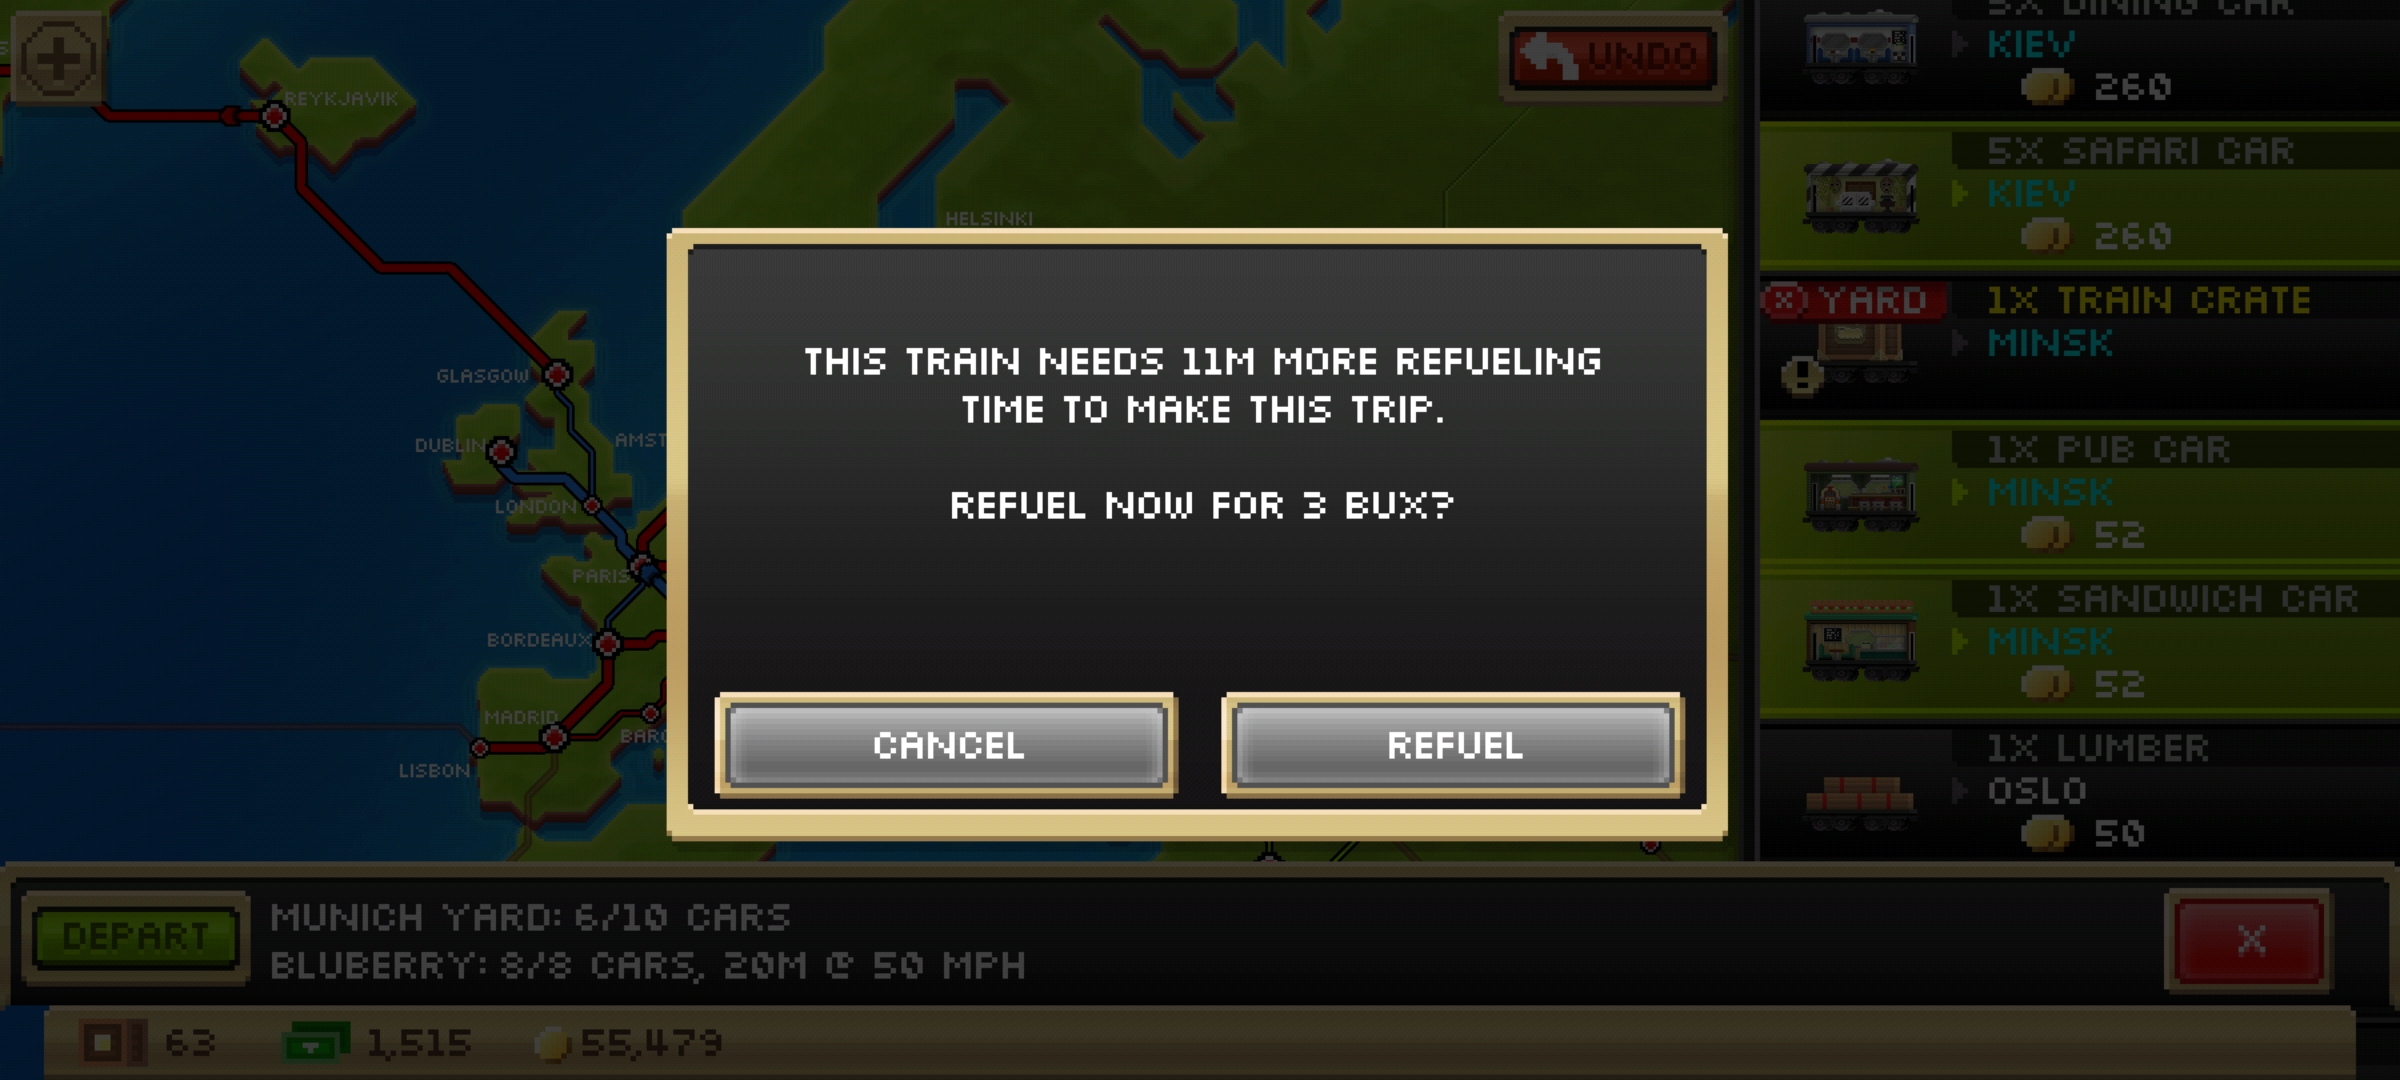 5X DINING CAR
KIEV
260
UNDO
REYKJAVIK
5X SAFARI CAR
KIEV
260
HELSINKI
YARD
1X TRAIN CRATE
MINSK
THIS TRAIN NEEDS 11M MORE REFUELING
TIME TO MAKE THIS TRIP.
REFUEL NOW FOR 3 BUX?
CANCEL
REFUEL
GLASGOW
DUBLIN
AMST
LONDON
PARIS
BORDEAUX
MADRID
BARC
LISBON
1X PUB CAR
MINSK
52
1X SANDWICH CAR
MINSK
52
1X LUMBER
OSLO
50
DEPART
MUNICH YARD: 6/10 CARS
BLUBERRY: 8/8 CARS, 20M @ 50 MPH
X
63
1,515
55,479